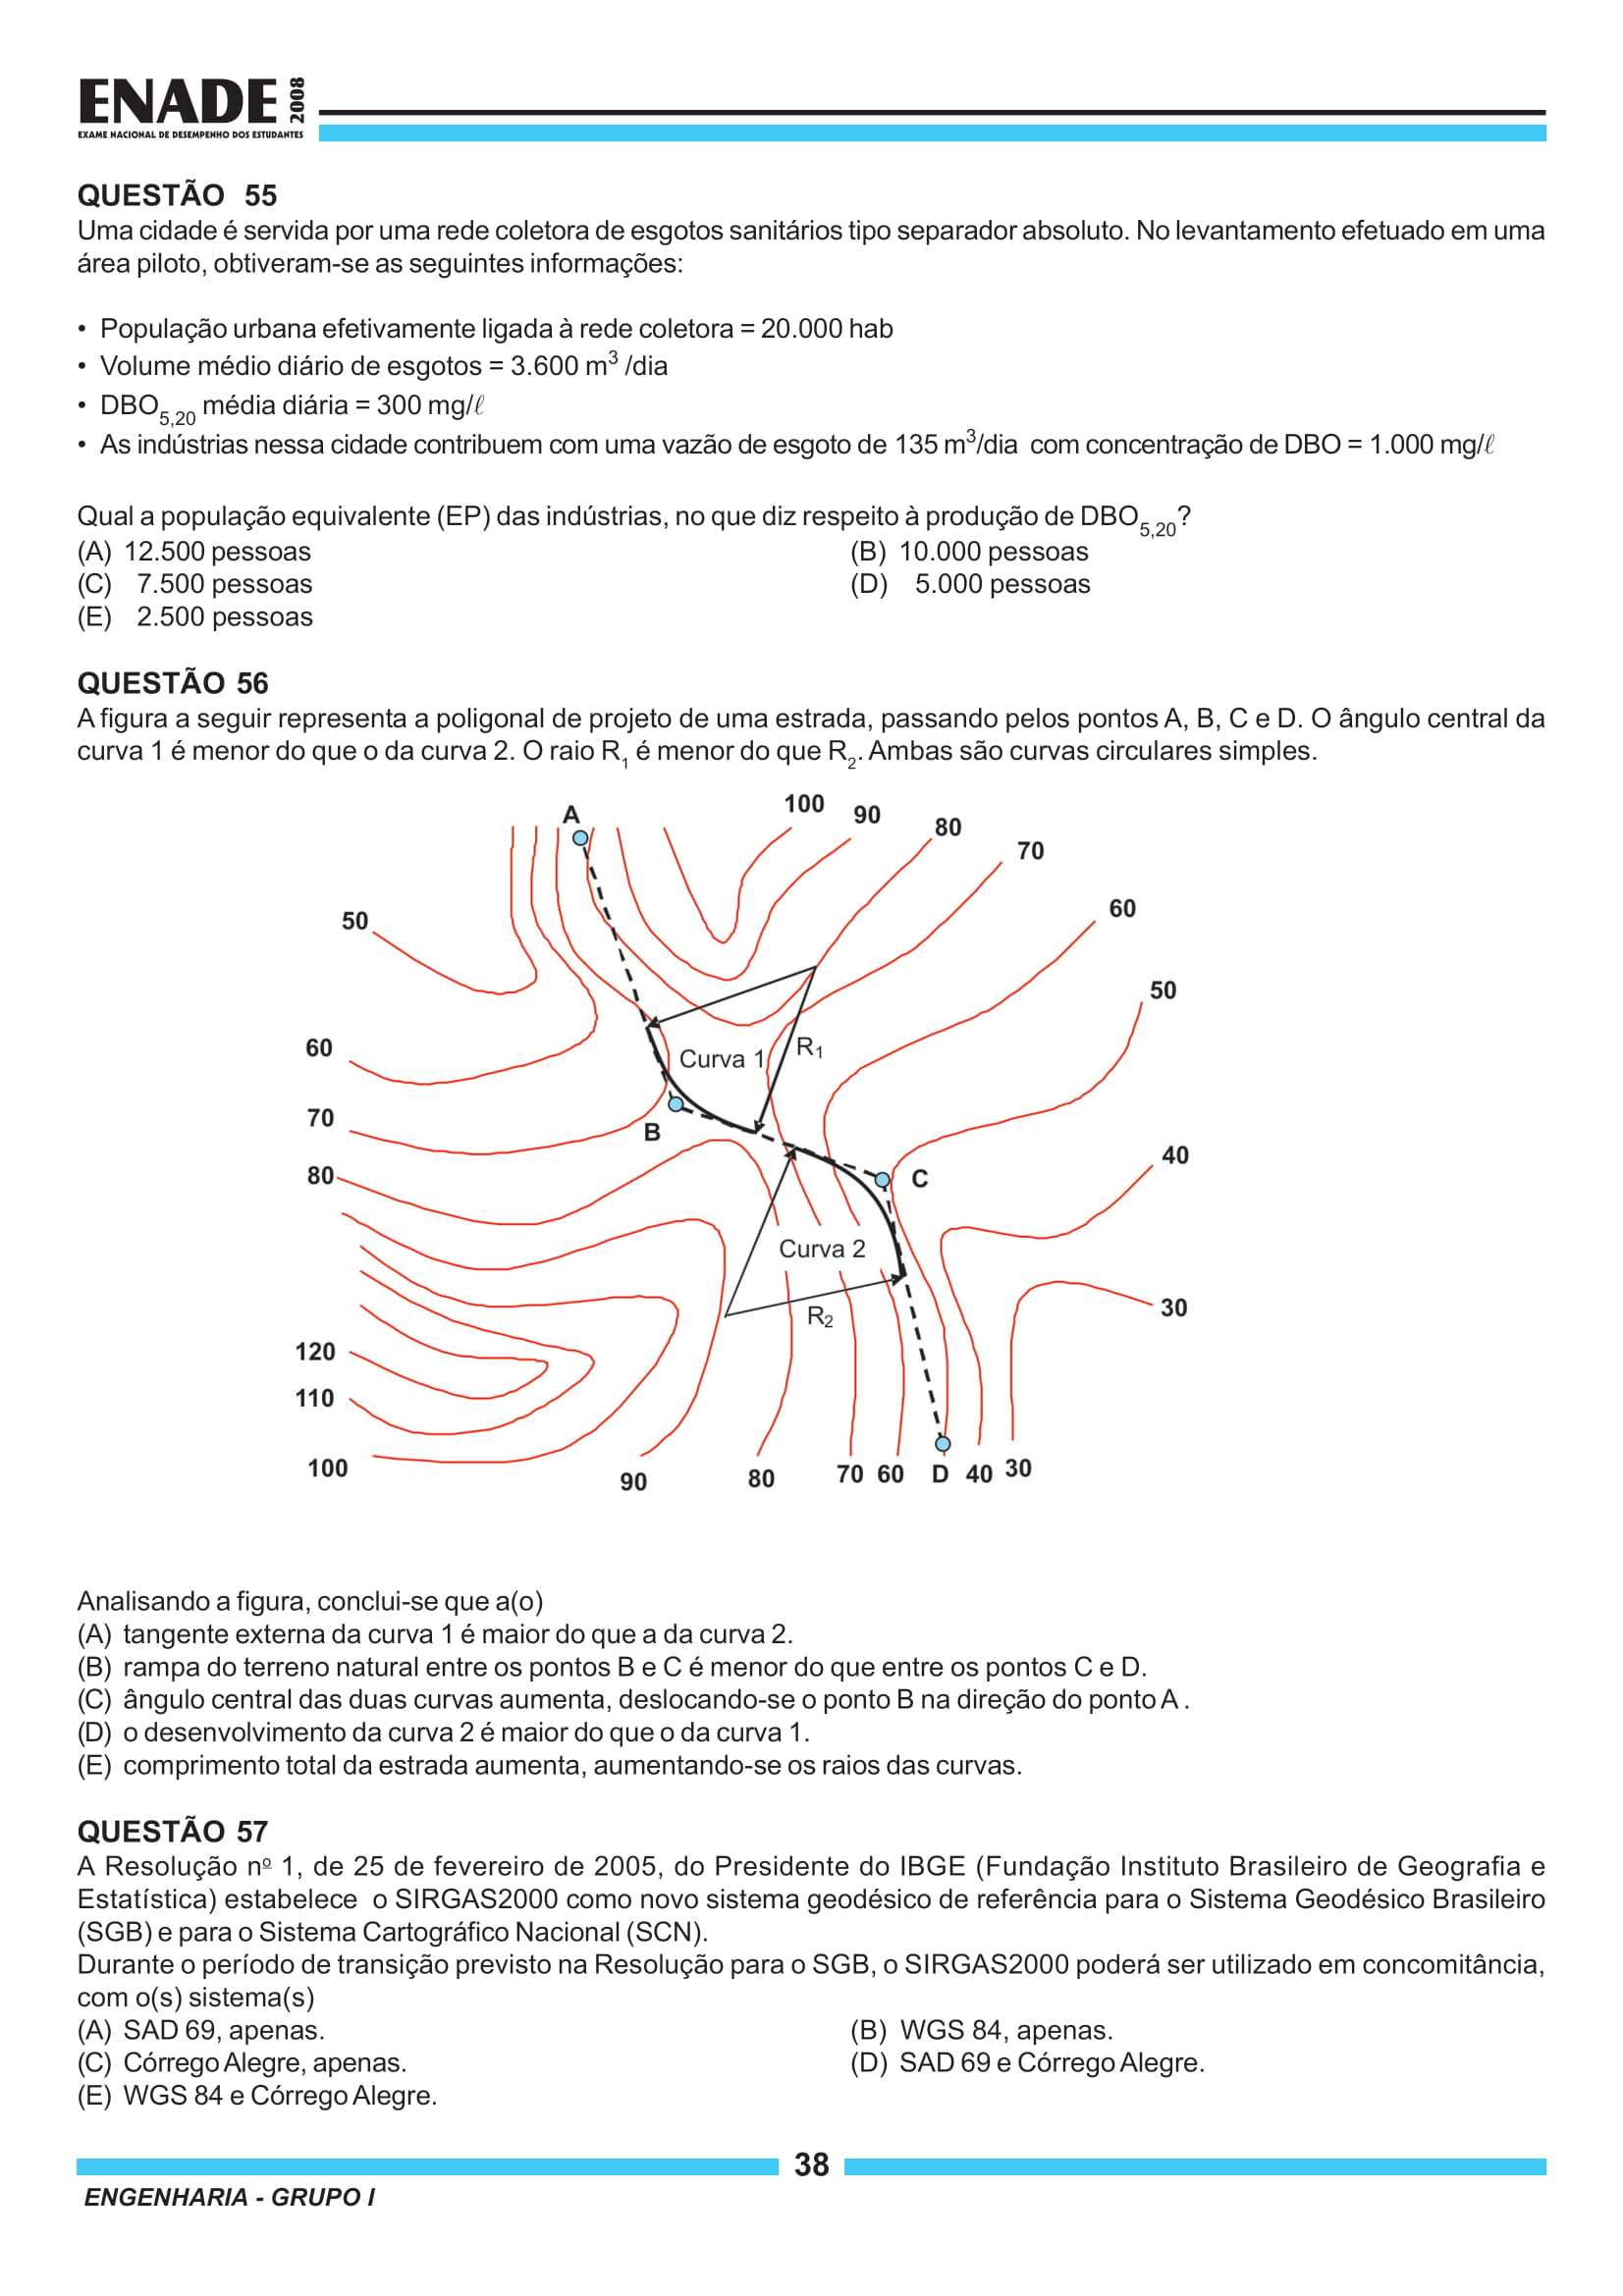 ENADE 2008
EXAME NACIONAL DE DESEMPENHO DOS ESTUDANTES
QUESTÃO 55
Uma cidade é servida por uma rede coletora de esgotos sanitários tipo separador absoluto. No levantamento efetuado em uma
área piloto, obtiveram-se as seguintes informações:
• População urbana efetivamente ligada à rede coletora = 20.000 hab
• Volume médio diário de esgotos = 3.600 m³ /dia
• DBO5,20 média diária = 300 mg/ℓ
• As indústrias nessa cidade contribuem com uma vazão de esgoto de 135 m³/dia com concentração de DBO = 1.000 mg/ℓ
Qual a população equivalente (EP) das indústrias, no que diz respeito à produção de DBO5,20?
(A) 12.500 pessoas (B) 10.000 pessoas
(C) 7.500 pessoas (D) 5.000 pessoas
(E) 2.500 pessoas
QUESTÃO 56
A figura a seguir representa a poligonal de projeto de uma estrada, passando pelos pontos A, B, C e D. O ângulo central da
curva 1 é menor do que o da curva 2. O raio R1 é menor do que R2. Ambas são curvas circulares simples.
A
100
90
80
70
60
50
50
60
Curva 1
R1
70
B
40
80
C
Curva 2
30
R2
120
110
100
90
80
70
60
D
40
30
Analisando a figura, conclui-se que a(o)
(A) tangente externa da curva 1 é maior do que a da curva 2.
(B) rampa do terreno natural entre os pontos B e C é menor do que entre os pontos C e D.
(C) ângulo central das duas curvas aumenta, deslocando-se o ponto B na direção do ponto A .
(D) o desenvolvimento da curva 2 é maior do que o da curva 1.
(E) comprimento total da estrada aumenta, aumentando-se os raios das curvas.
QUESTÃO 57
A Resolução nº 1, de 25 de fevereiro de 2005, do Presidente do IBGE (Fundação Instituto Brasileiro de Geografia e
Estatística) estabelece o SIRGAS2000 como novo sistema geodésico de referência para o Sistema Geodésico Brasileiro
(SGB) e para o Sistema Cartográfico Nacional (SCN).
Durante o período de transição previsto na Resolução para o SGB, o SIRGAS2000 poderá ser utilizado em concomitância,
com o(s) sistema(s)
(A) SAD 69, apenas. (B) WGS 84, apenas.
(C) Córrego Alegre, apenas. (D) SAD 69 e Córrego Alegre.
(E) WGS 84 e Córrego Alegre.
38
ENGENHARIA - GRUPO I